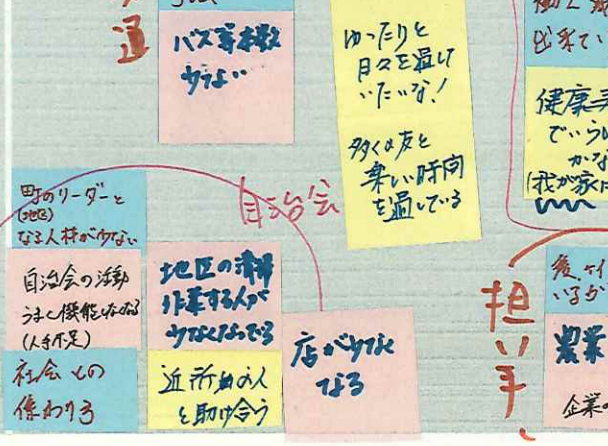 通
バス等本数
少ない
ゆったりと
日々を過して
いたいな!
多くの友と
楽しい時間
を過している
出来てい
健康
でいら
かな
(我が家は
自治会
町のリーダーと
(地区)
なる人材が少ない
自治会の活動
うまく機能しなくなる
(人手不足)
地区の清掃
作業する人が
少なくなっている
社会との
係わり
近所の人
と助け合う
店が少なく
なる
担い手
いるが
農業
企業の